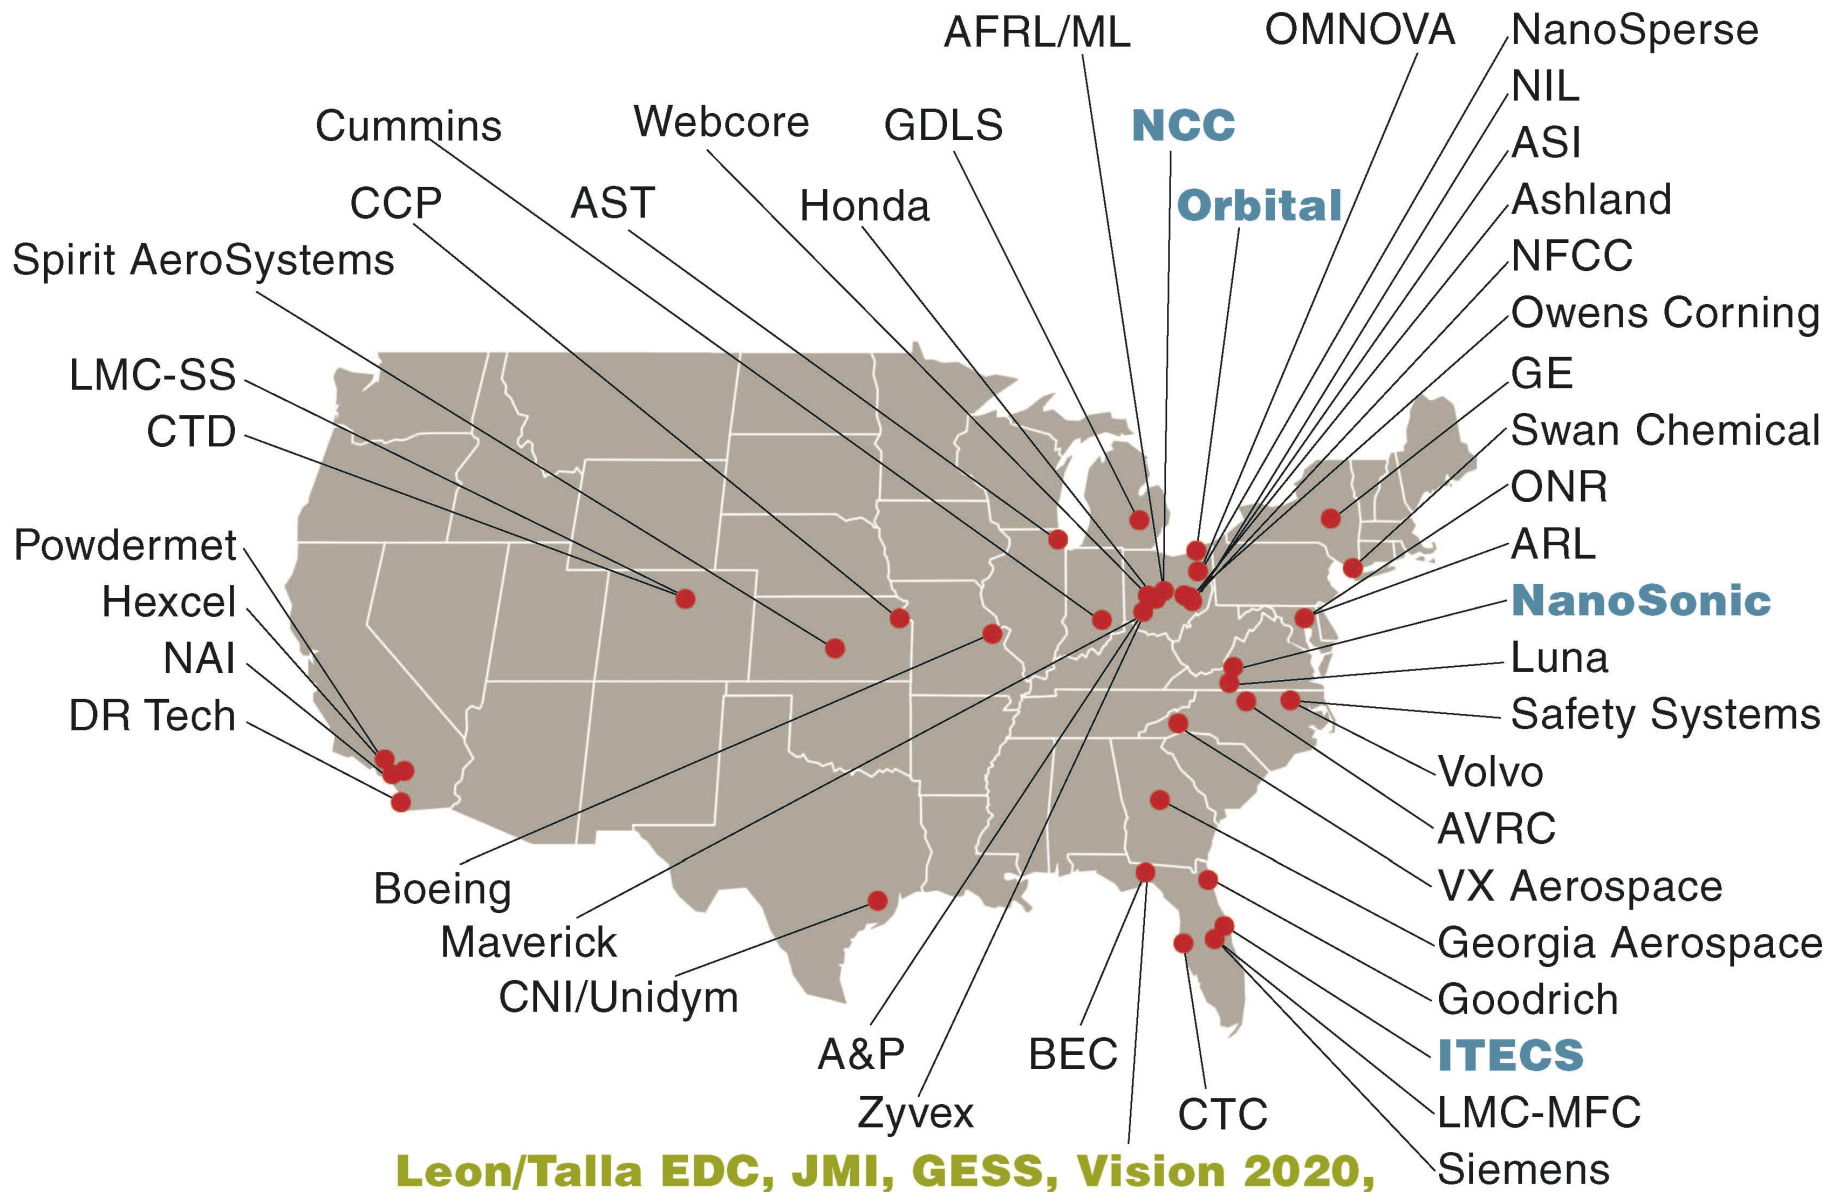 AFRL/ML
OMNOVA
NanoSperse
NIL
Cummins
Webcore
GDLS
NCC
ASI
CCP
AST
Honda
Orbital
Ashland
Spirit AeroSystems
NFCC
Owens Corning
LMC-SS
GE
CTD
Swan Chemical
ONR
Powdermet
ARL
Hexcel
NanoSonic
NAI
Luna
DR Tech
Safety Systems
Volvo
AVRC
Boeing
VX Aerospace
Maverick
Georgia Aerospace
CNI/Unidym
Goodrich
A&P
BEC
ITECS
Zyvex
CTC
LMC-MFC
Leon/Talla EDC, JMI, GESS, Vision 2020,
Siemens